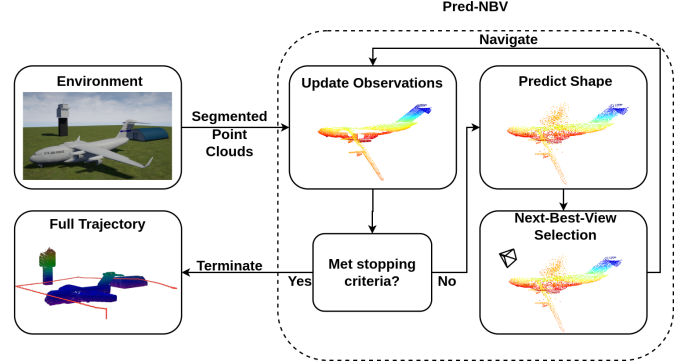 Pred-NBV
Navigate
Environment
Update Observations
Predict Shape
Segmented
Point
Clouds
Full Trajectory
Next-Best-View
Selection
Terminate
Yes
Met stopping
criteria?
No